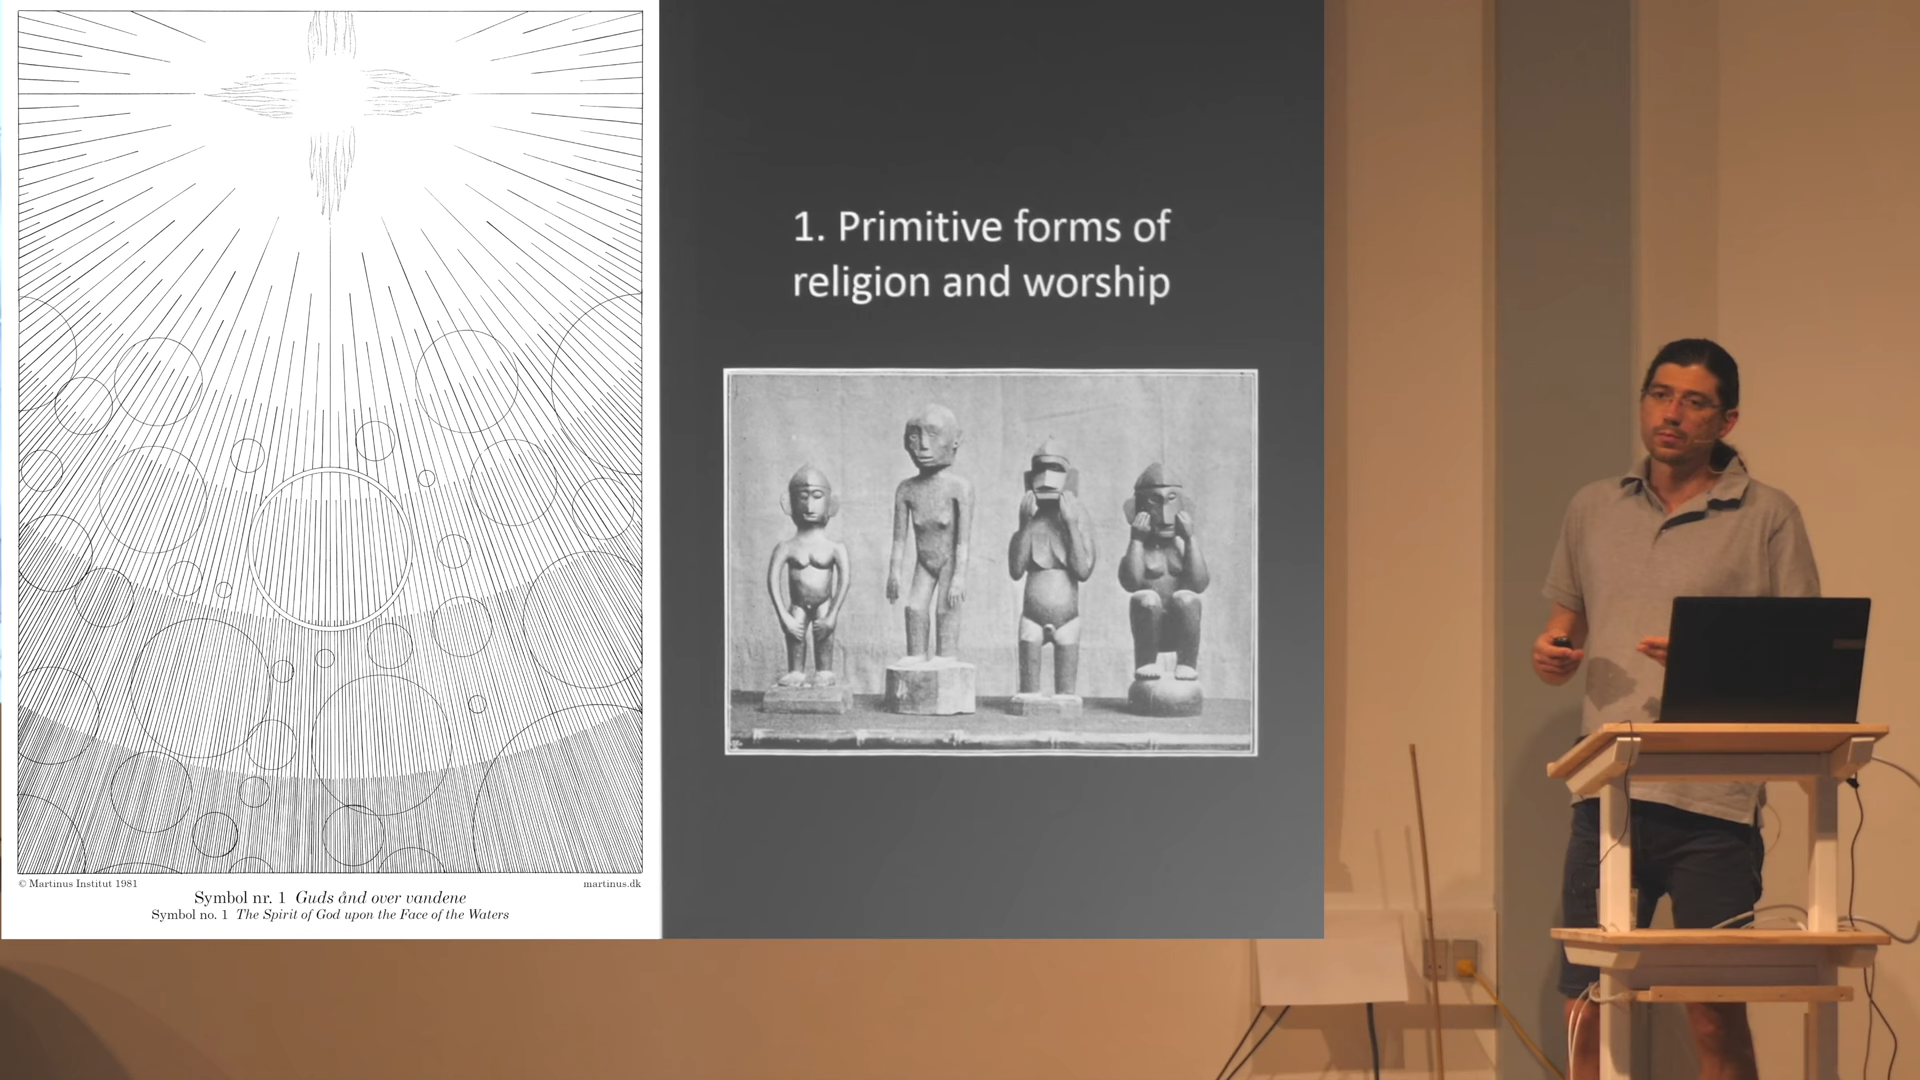 © Martinus Institut 1981
martinus.dk
Symbol nr. 1 Guds ånd over vandene
Symbol no. 1 The Spirit of God upon the Face of the Waters
1. Primitive forms of
religion and worship